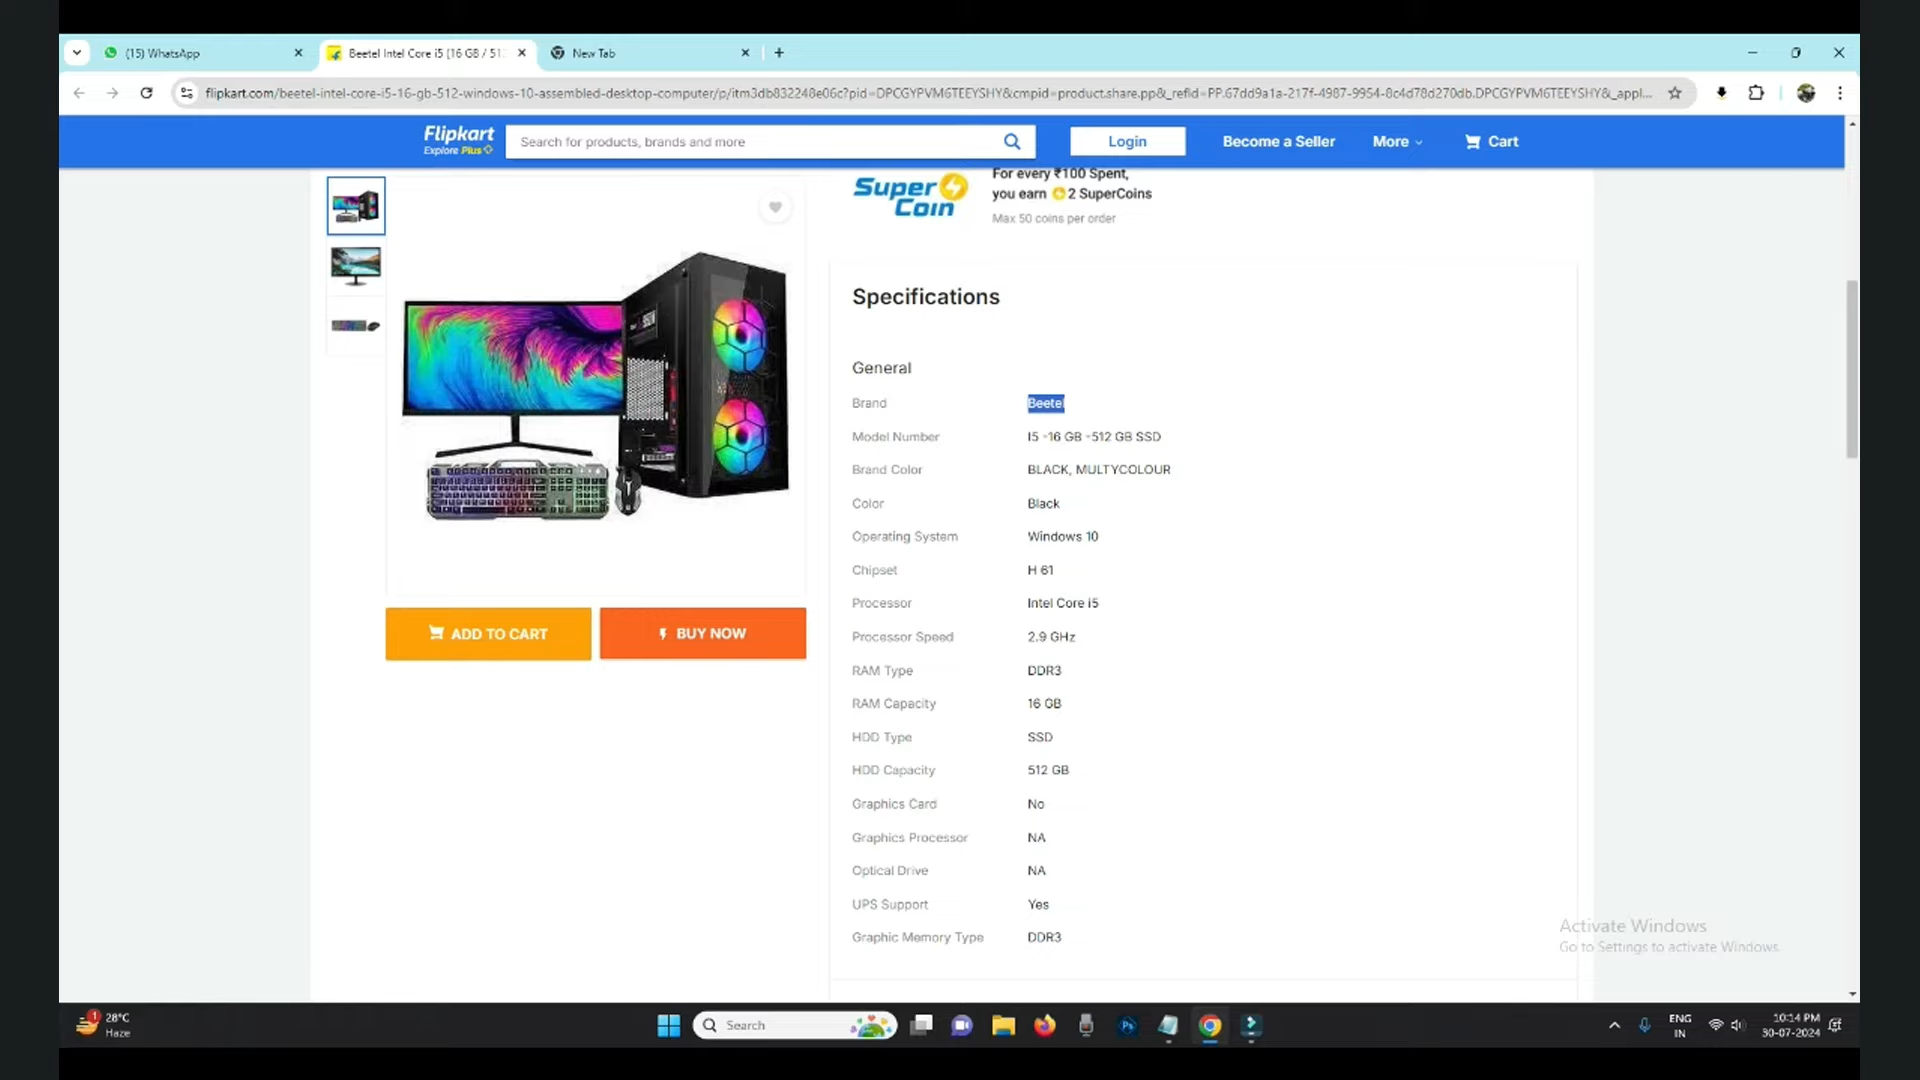 (15) WhatsApp
Beetel Intel Core i5 (16 GB / 51
New Tab
flipkart.com/beetel-intel-core-i5-16-gb-512-windows-10-assembled-desktop-computer/p/itm3db832248e06c?pid=DPCGYPVM6TEEYSHY&cmpid=product.share.pp&_refId=PP.67dd9a1a-217f-4987-9954-8c4d78d270db.DPCGYPVM6TEEYSHY&_appl...
Flipkart
Explore Plus
Search for products, brands and more
Login
Become a Seller
More
Cart
Super Coin
For every ₹100 Spent,
you earn 2 SuperCoins
Max 50 coins per order
Specifications
General
Brand Beetel
Model Number I5 -16 GB -512 GB SSD
Brand Color BLACK, MULTYCOLOUR
Color Black
Operating System Windows 10
Chipset H 61
Processor Intel Core i5
Processor Speed 2.9 GHz
RAM Type DDR3
RAM Capacity 16 GB
HDD Type SSD
HDD Capacity 512 GB
Graphics Card No
Graphics Processor NA
Optical Drive NA
UPS Support Yes
Graphic Memory Type DDR3
ADD TO CART
BUY NOW
Activate Windows
Go to Settings to activate Windows.
1
28°C
Haze
Search
Ps
ENG
IN
10:14 PM
30-07-2024